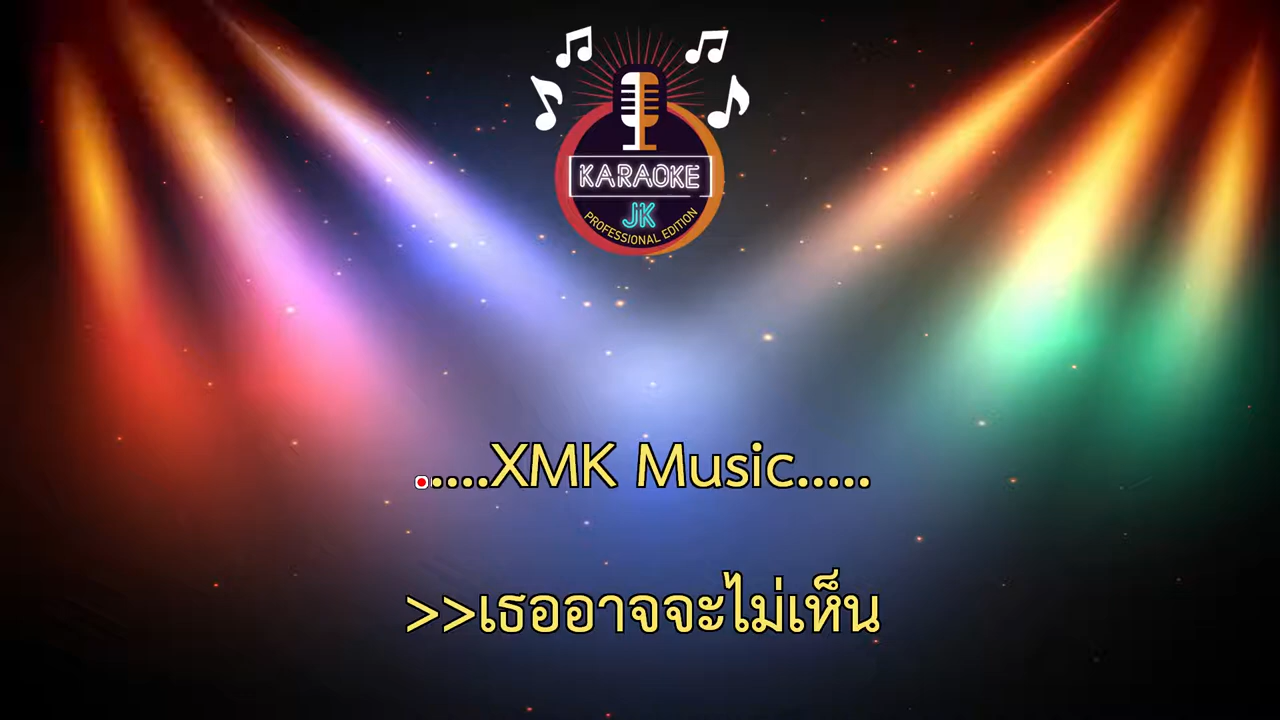 KARAOKE
JK
PROFESSIONAL EDITION
......XMK Music.....
>>เธออาจจะไม่เห็น